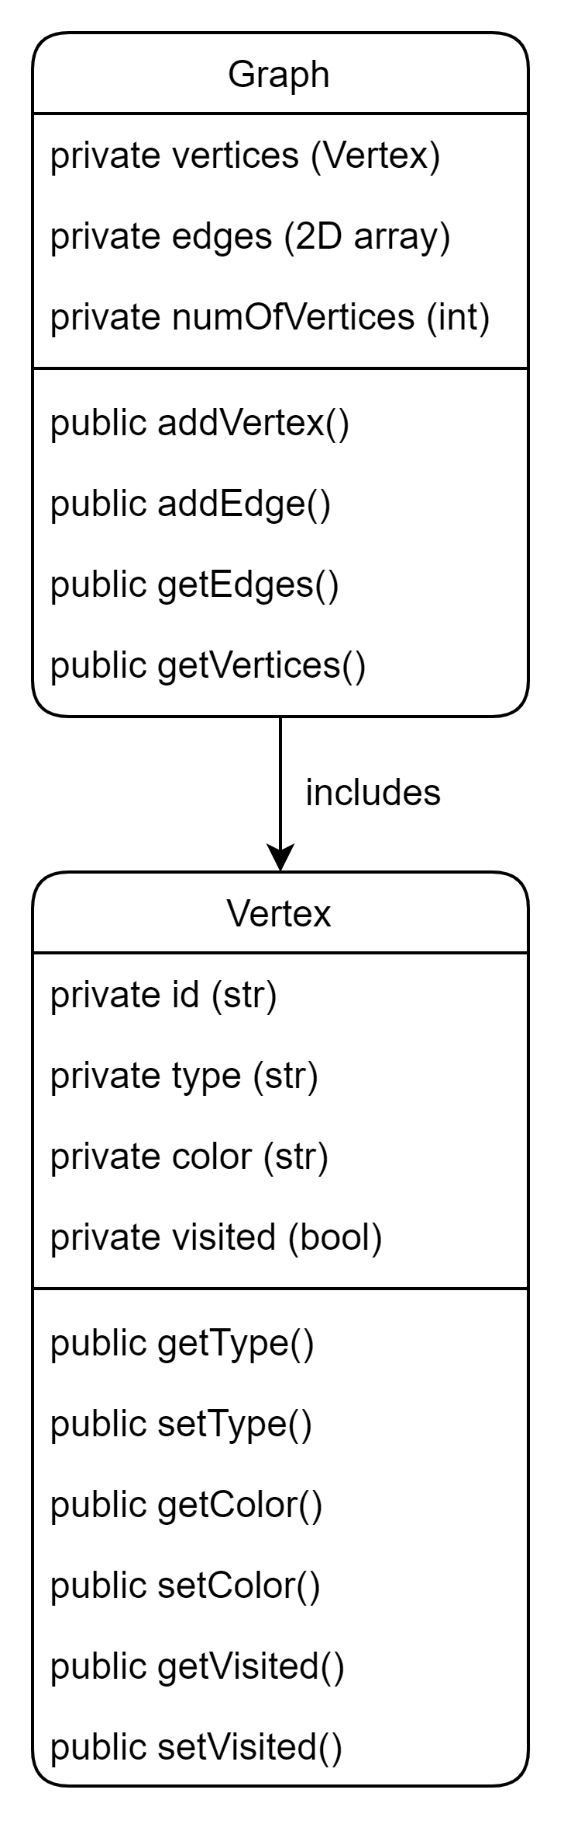 Graph
private vertices (Vertex)
private edges (2D array)
private numOfVertices (int)
public addVertex()
public addEdge()
public getEdges()
public getVertices()
includes
Vertex
private id (str)
private type (str)
private color (str)
private visited (bool)
public getType()
public setType()
public getColor()
public setColor()
public getVisited()
public setVisited()